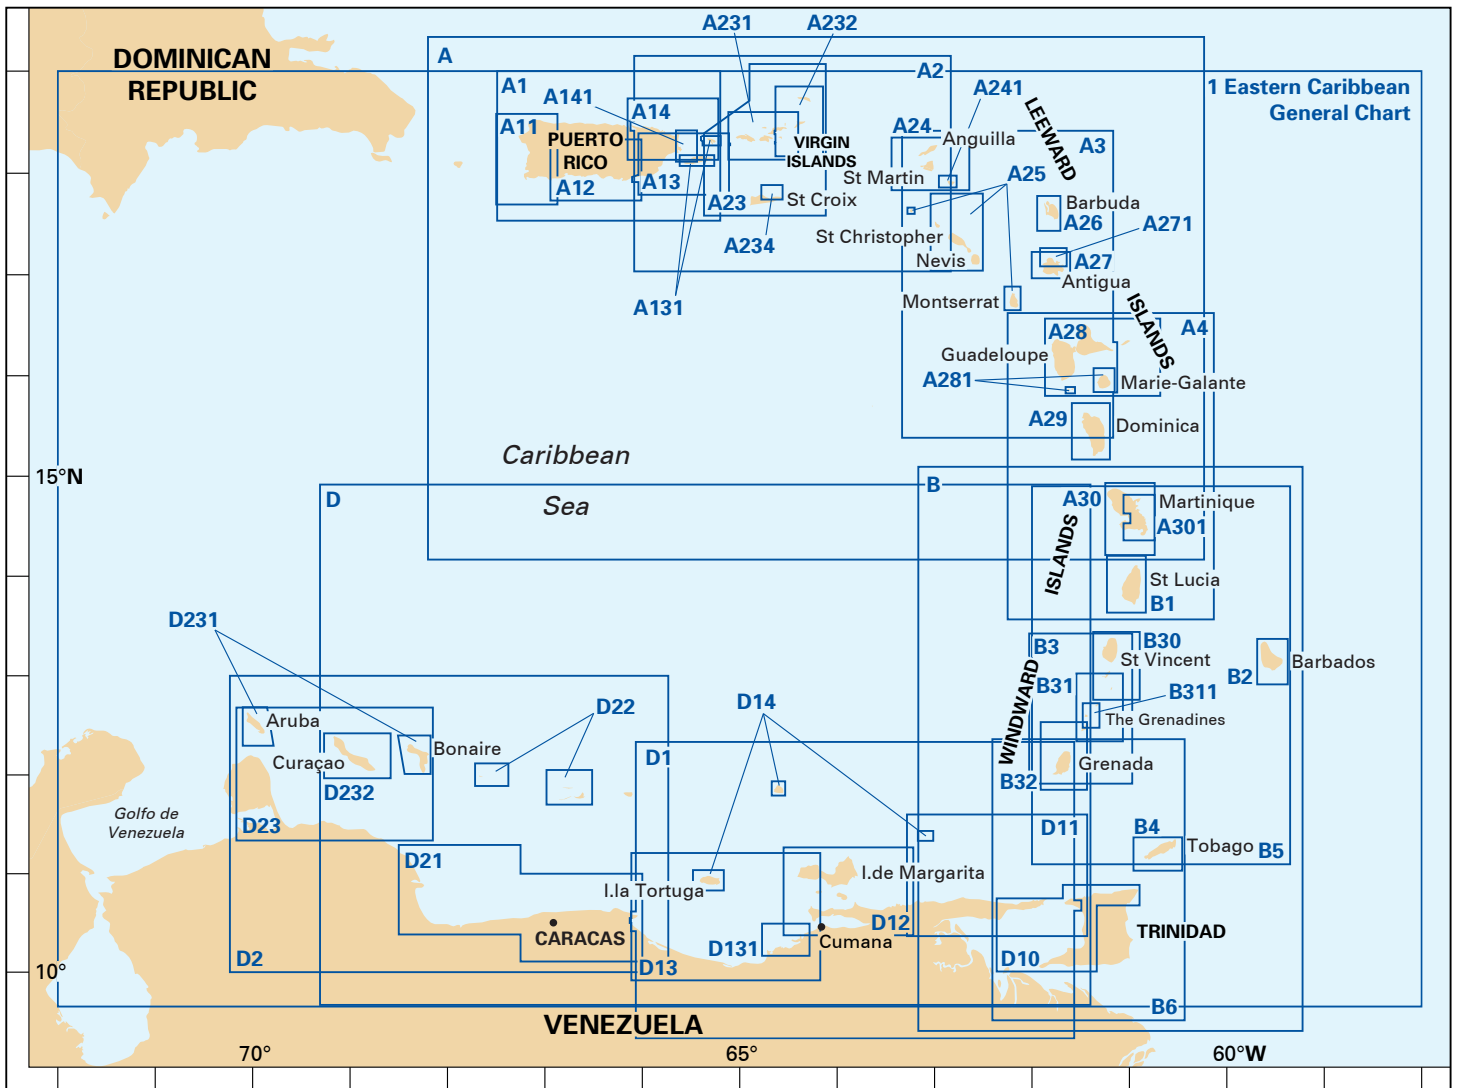 A231
A232
DOMINICAN
REPUBLIC
A
A2
1 Eastern Caribbean
General Chart
A1
A141
A14
A241
A11
PUERTO
RICO
VIRGIN
ISLANDS
A24
Anguilla
LEEWARD
A3
St Martin
A25
A12
A13
A23
St Croix
Barbuda
A26
A271
A234
St Christopher
Nevis
A27
Antigua
A131
Montserrat
ISLANDS
A28
A4
Guadeloupe
A281
Marie-Galante
A29
Dominica
Caribbean
Sea
15°N
D
B
A30
Martinique
A301
ISLANDS
St Lucia
B1
D231
B3
B30
St Vincent
B2
Barbados
WINDWARD
B31
B311
The Grenadines
D22
D14
Aruba
Curaçao
Bonaire
D232
D1
Grenada
B32
Golfo de
Venezuela
D23
D11
B4
Tobago
B5
D21
I.la Tortuga
I.de Margarita
CARACAS
D12
D131
Cumana
TRINIDAD
D2
10°
D13
D10
B6
VENEZUELA
70°
65°
60°W